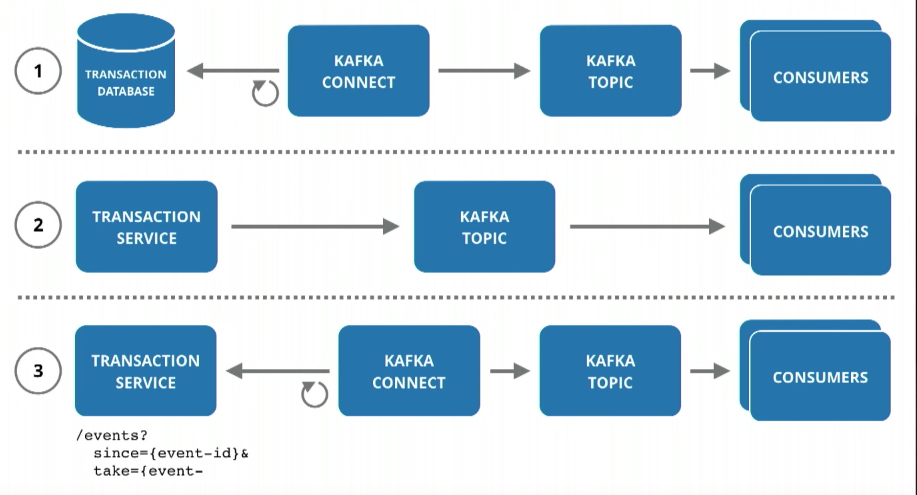 1
TRANSACTION
DATABASE
KAFKA
CONNECT
KAFKA
TOPIC
CONSUMERS
2
TRANSACTION
SERVICE
KAFKA
TOPIC
CONSUMERS
3
TRANSACTION
SERVICE
KAFKA
CONNECT
KAFKA
TOPIC
CONSUMERS
/events?
since={event-id}&
take={event-